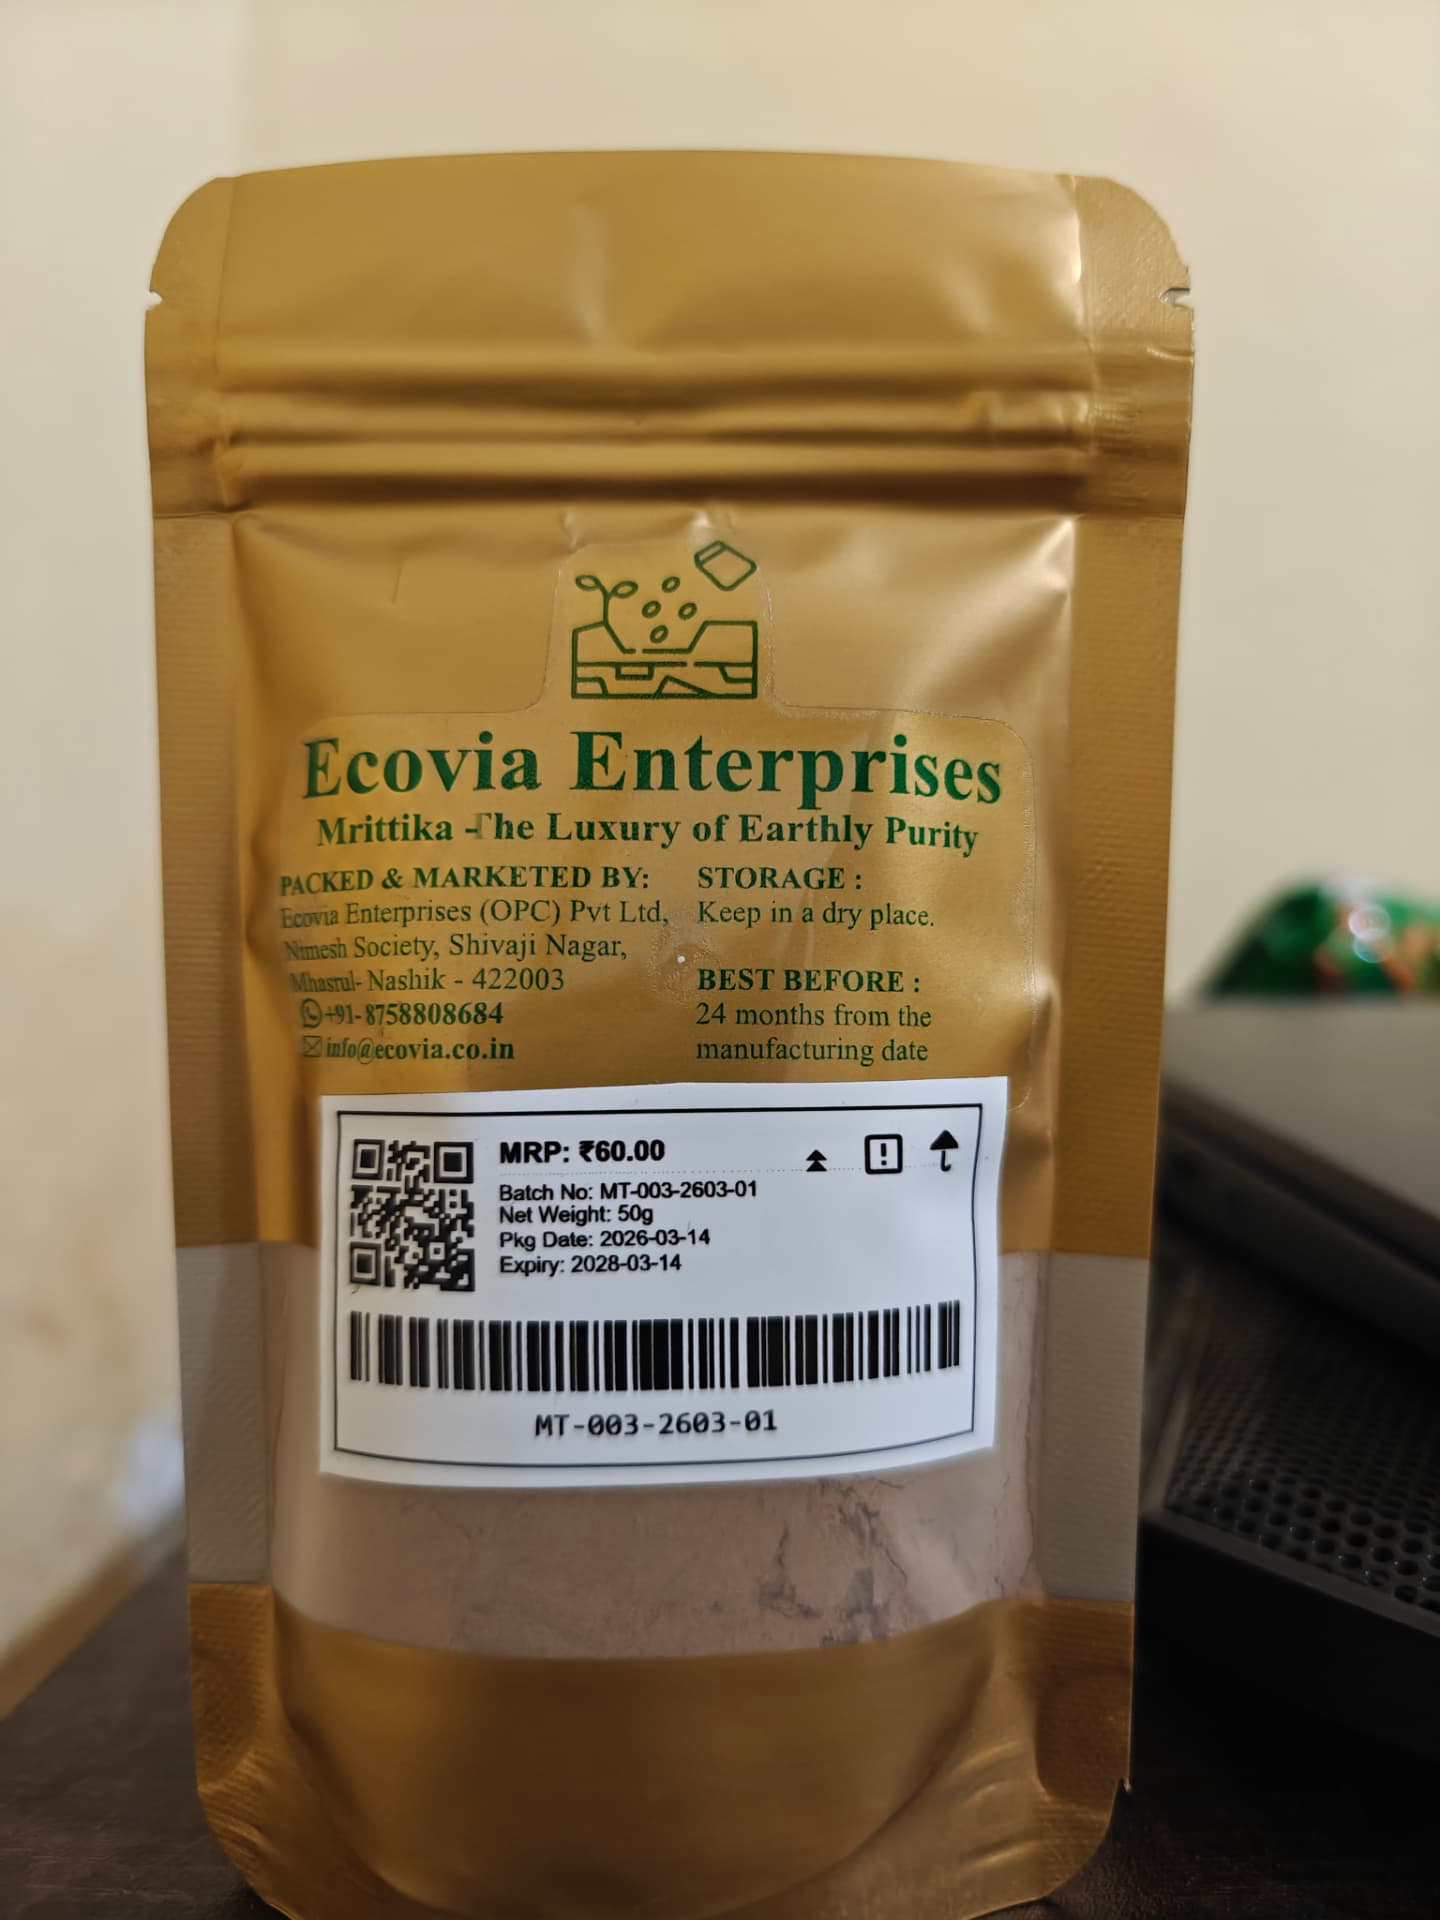 Ecovia Enterprises
Mrittika -The Luxury of Earthly Purity
PACKED & MARKETED BY:
Ecovia Enterprises (OPC) Pvt Ltd,
Nimesh Society, Shivaji Nagar,
Mhasrul- Nashik - 422003
+91-8758808684
info@ecovia.co.in
STORAGE :
Keep in a dry place.
BEST BEFORE :
24 months from the
manufacturing date
MRP: ₹60.00
Batch No: MT-003-2603-01
Net Weight: 50g
Pkg Date: 2026-03-14
Expiry: 2028-03-14
MT-003-2603-01